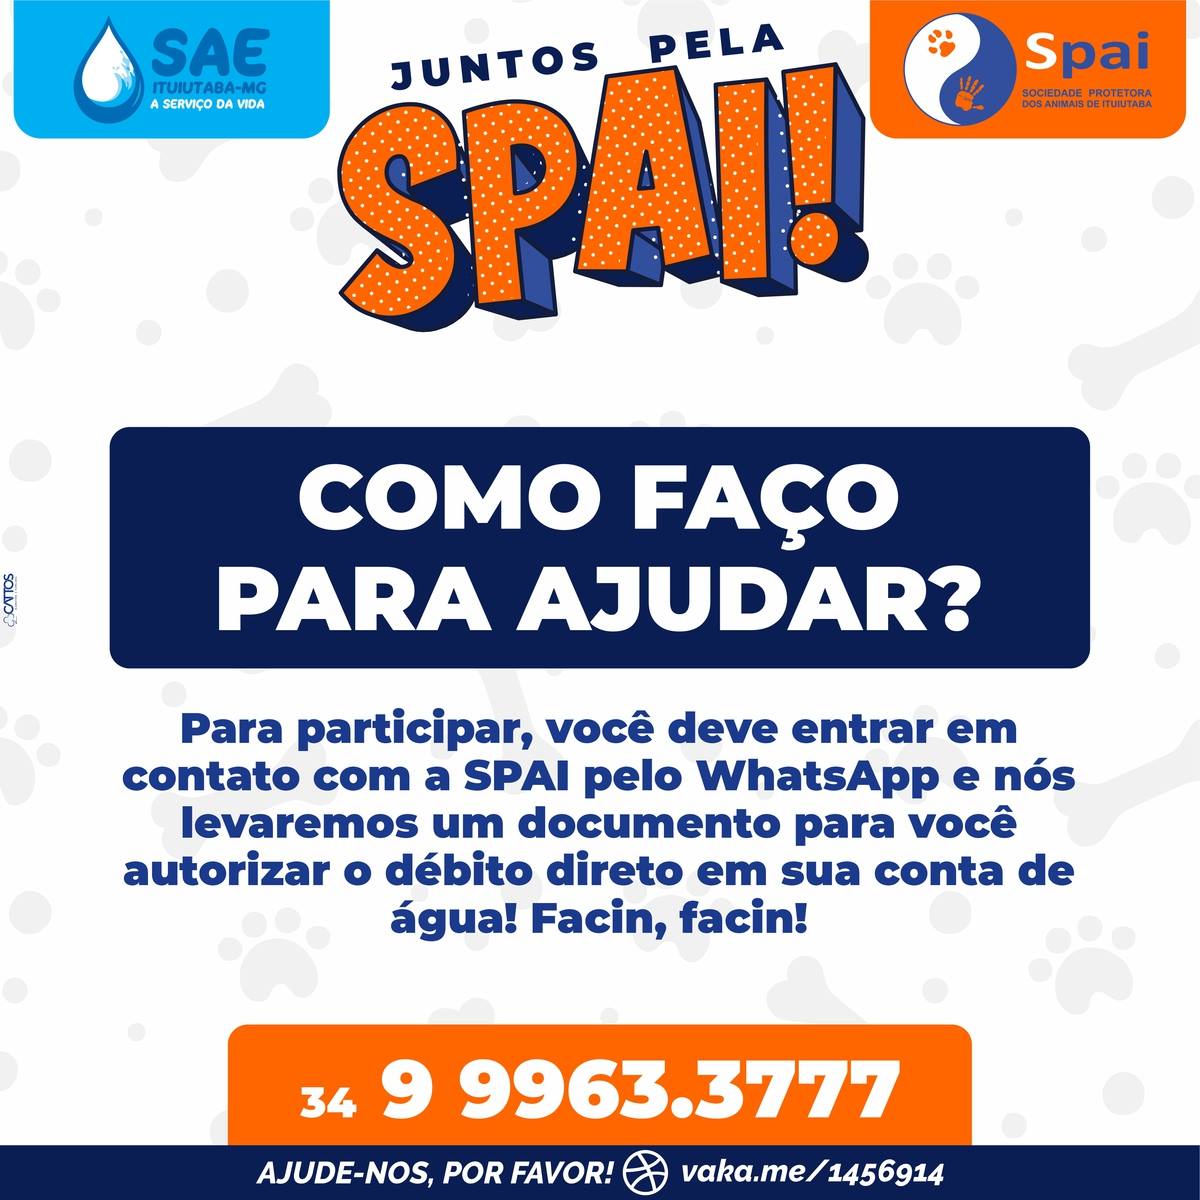 SAE
ITUIUTABA-MG
A SERVIÇO DA VIDA
JUNTOS PELA
SPAI!
Spai
SOCIEDADE PROTETORA
DOS ANIMAIS DE ITUIUTABA
COMO FAÇO
PARA AJUDAR?
CATTOS
Para participar, você deve entrar em
contato com a SPAI pelo WhatsApp e nós
levaremos um documento para você
autorizar o débito direto em sua conta de
água! Facin, facin!
34 9 9963.3777
AJUDE-NOS, POR FAVOR! vaka.me/1456914